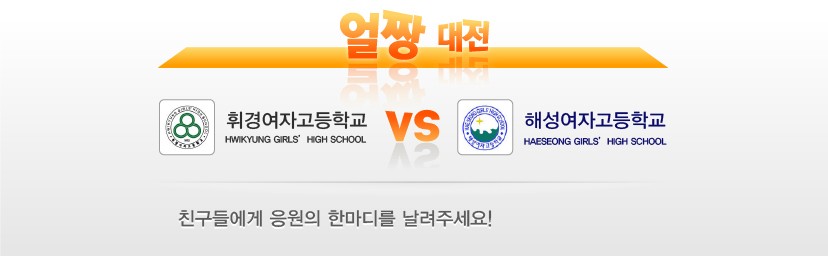 얼짱 대전
휘경여자고등학교
HWIKYUNG GIRLS' HIGH SCHOOL
VS
해성여자고등학교
HAESEONG GIRLS' HIGH SCHOOL
친구들에게 응원의 한마디를 날려주세요!